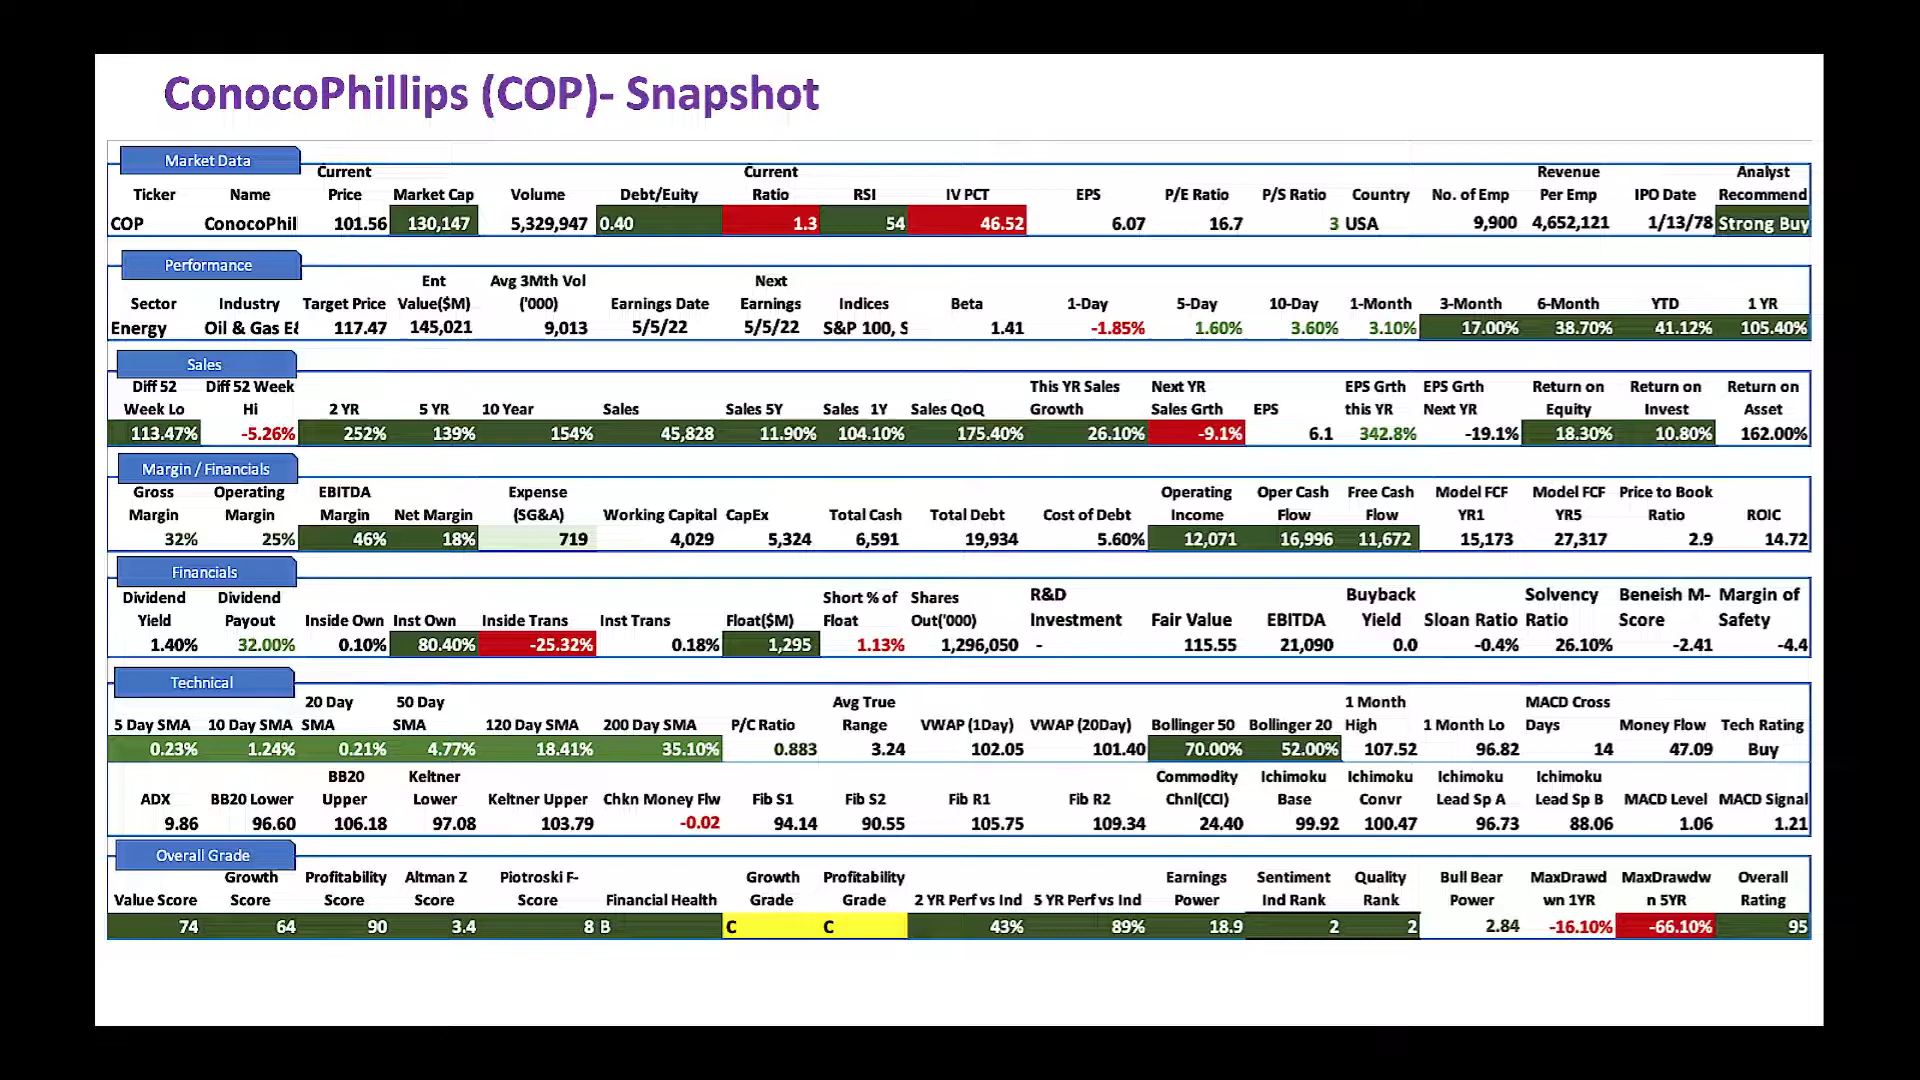 ConocoPhillips (COP)- Snapshot
Market Data
Current Current Revenue Analyst
Ticker Name Price Market Cap Volume Debt/Euity Ratio RSI IV PCT EPS P/E Ratio P/S Ratio Country No. of Emp Per Emp IPO Date Recommend
COP ConocoPhil 101.56 130,147 5,329,947 0.40 1.3 54 46.52 6.07 16.7 3 USA 9,900 4,652,121 1/13/78 Strong Buy
Performance
Ent Avg 3Mth Vol Next
Sector Industry Target Price Value($M) ('000) Earnings Date Earnings Indices Beta 1-Day 5-Day 10-Day 1-Month 3-Month 6-Month YTD 1 YR
Energy Oil & Gas E& 117.47 145,021 9,013 5/5/22 5/5/22 S&P 100, S 1.41 -1.85% 1.60% 3.60% 3.10% 17.00% 38.70% 41.12% 105.40%
Sales
Diff 52 Diff 52 Week This YR Sales Next YR EPS Grth EPS Grth Return on Return on Return on
Week Lo Hi 2 YR 5 YR 10 Year Sales Sales 5Y Sales 1Y Sales QoQ Growth Sales Grth EPS this YR Next YR Equity Invest Asset
113.47% -5.26% 252% 139% 154% 45,828 11.90% 104.10% 175.40% 26.10% -9.1% 6.1 342.8% -19.1% 18.30% 10.80% 162.00%
Margin / Financials
Gross Operating EBITDA Expense Operating Oper Cash Free Cash Model FCF Model FCF Price to Book
Margin Margin Margin Net Margin (SG&A) Working Capital CapEx Total Cash Total Debt Cost of Debt Income Flow Flow YR1 YR5 Ratio ROIC
32% 25% 46% 18% 719 4,029 5,324 6,591 19,934 5.60% 12,071 16,996 11,672 15,173 27,317 2.9 14.72
Financials
Dividend Dividend Short % of Shares R&D Buyback Solvency Beneish M- Margin of
Yield Payout Inside Own Inst Own Inside Trans Inst Trans Float($M) Float Out('000) Investment Fair Value EBITDA Yield Sloan Ratio Ratio Score Safety
1.40% 32.00% 0.10% 80.40% -25.32% 0.18% 1,295 1.13% 1,296,050 - 115.55 21,090 0.0 -0.4% 26.10% -2.41 -4.4
Technical
20 Day 50 Day Avg True 1 Month MACD Cross
5 Day SMA 10 Day SMA SMA SMA 120 Day SMA 200 Day SMA P/C Ratio Range VWAP (1Day) VWAP (20Day) Bollinger 50 Bollinger 20 High 1 Month Lo Days Money Flow Tech Rating
0.23% 1.24% 0.21% 4.77% 18.41% 35.10% 0.883 3.24 102.05 101.40 70.00% 52.00% 107.52 96.82 14 47.09 Buy
BB20 Keltner Commodity Ichimoku Ichimoku Ichimoku Ichimoku
ADX BB20 Lower Upper Lower Keltner Upper Chkn Money Flw Fib S1 Fib S2 Fib R1 Fib R2 Chnl(CCI) Base Convr Lead Sp A Lead Sp B MACD Level MACD Signal
9.86 96.60 106.18 97.08 103.79 -0.02 94.14 90.55 105.75 109.34 24.40 99.92 100.47 96.73 88.06 1.06 1.21
Overall Grade
Growth Profitability Altman Z Piotroski F- Growth Profitability Earnings Sentiment Quality Bull Bear MaxDrawd MaxDrawdw Overall
Value Score Score Score Score Score Financial Health Grade Grade 2 YR Perf vs Ind 5 YR Perf vs Ind Power Ind Rank Rank Power wn 1YR n 5YR Rating
74 64 90 3.4 8 B C C 43% 89% 18.9 2 2 2.84 -16.10% -66.10% 95